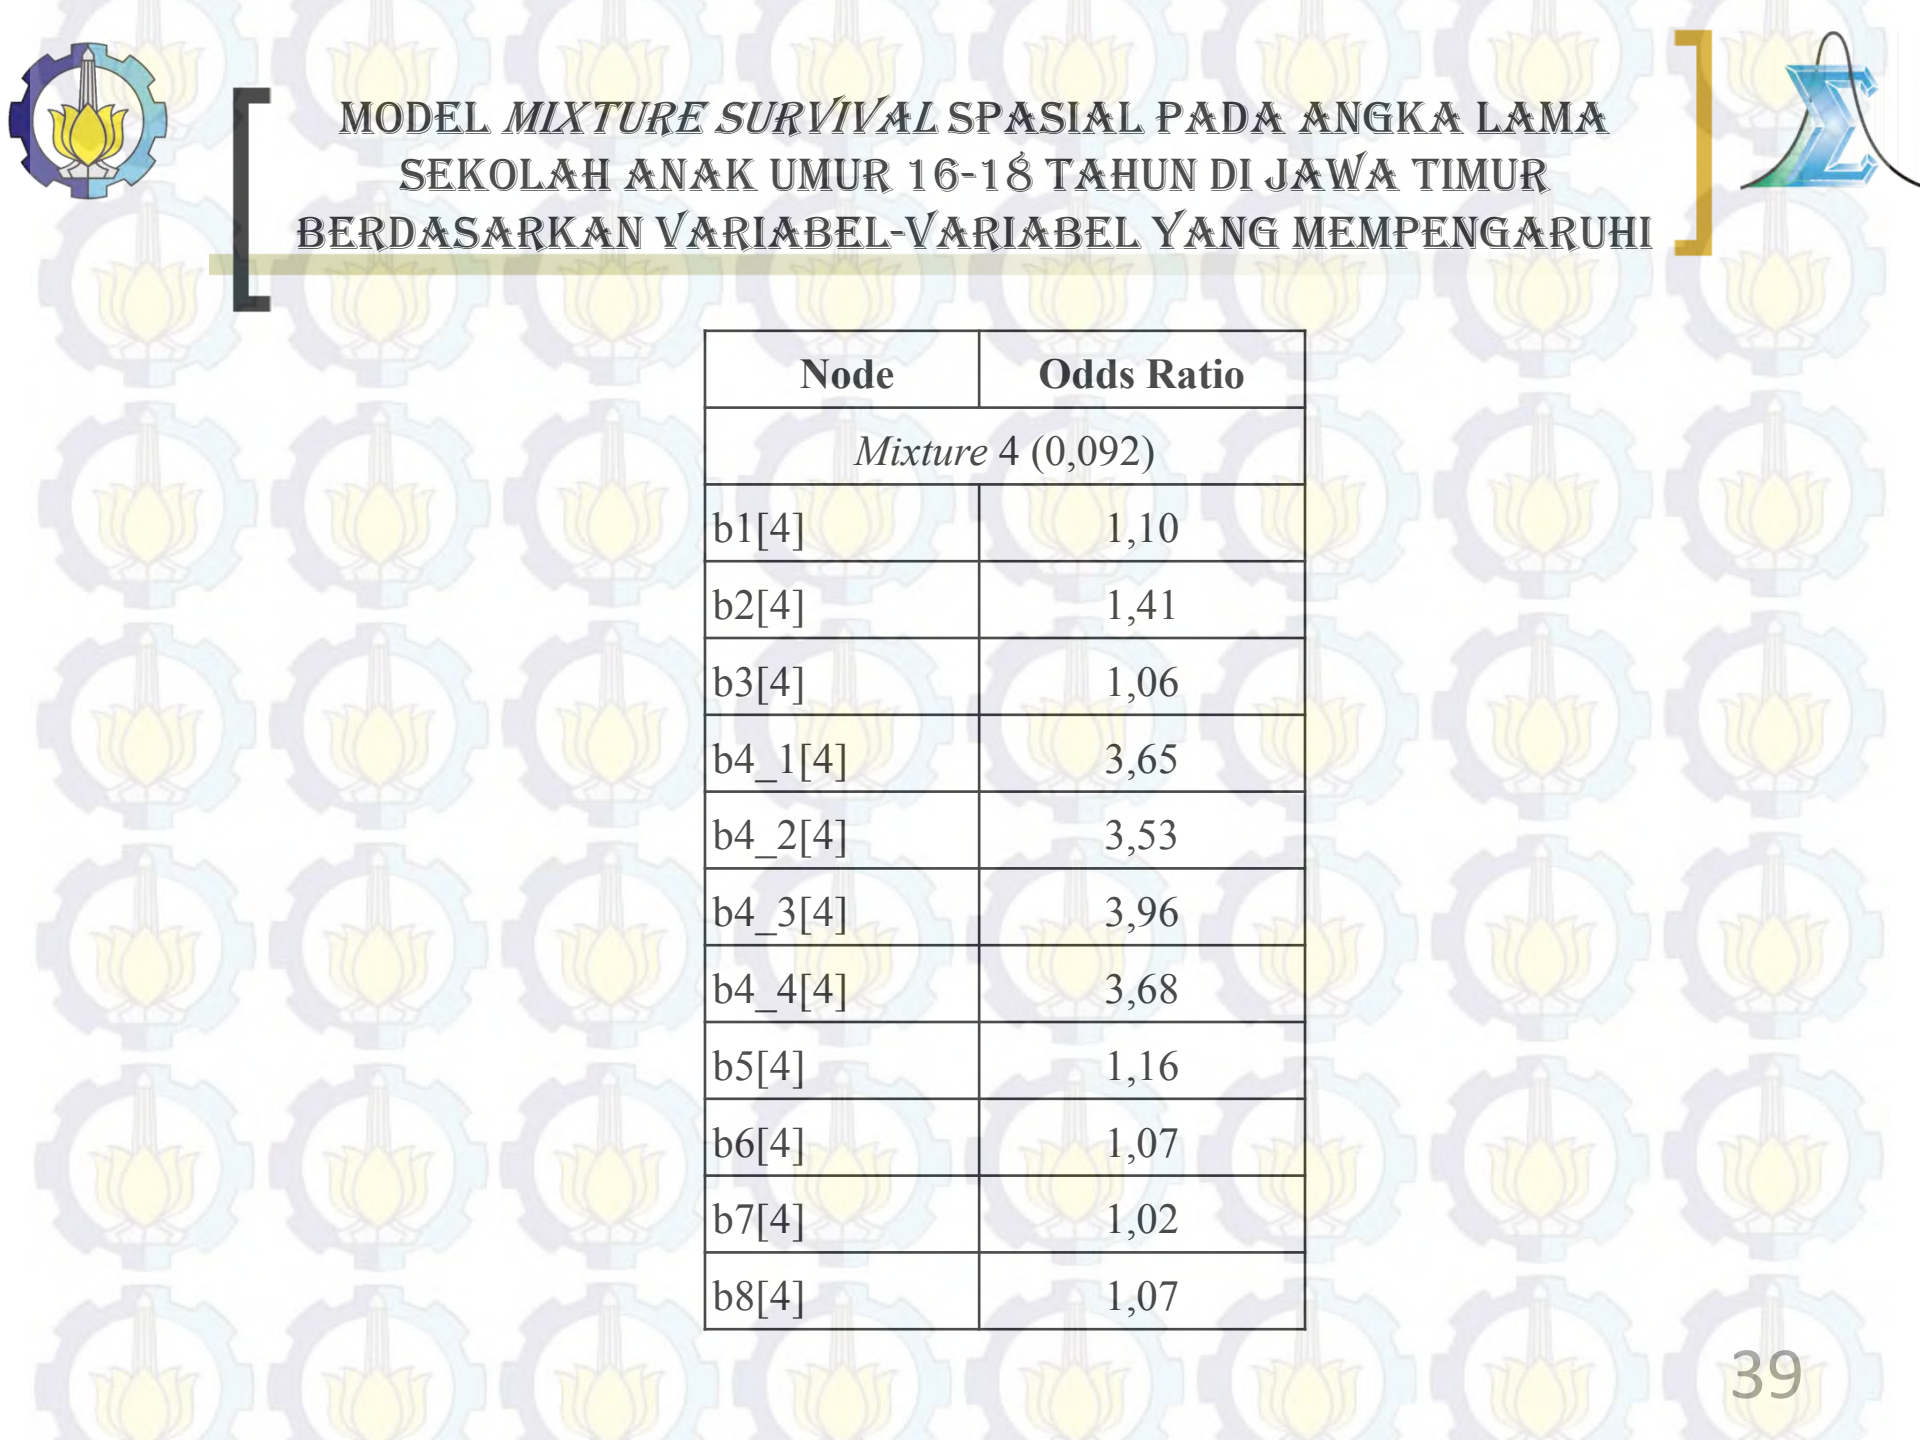 MODEL MIXTURE SURVIVAL SPASIAL PADA ANGKA LAMA
SEKOLAH ANAK UMUR 16-18 TAHUN DI JAWA TIMUR
BERDASARKAN VARIABEL-VARIABEL YANG MEMPENGARUHI
Node Odds Ratio
Mixture 4 (0,092)
b1[4] 1,10
b2[4] 1,41
b3[4] 1,06
b4_1[4] 3,65
b4_2[4] 3,53
b4_3[4] 3,96
b4_4[4] 3,68
b5[4] 1,16
b6[4] 1,07
b7[4] 1,02
b8[4] 1,07
39